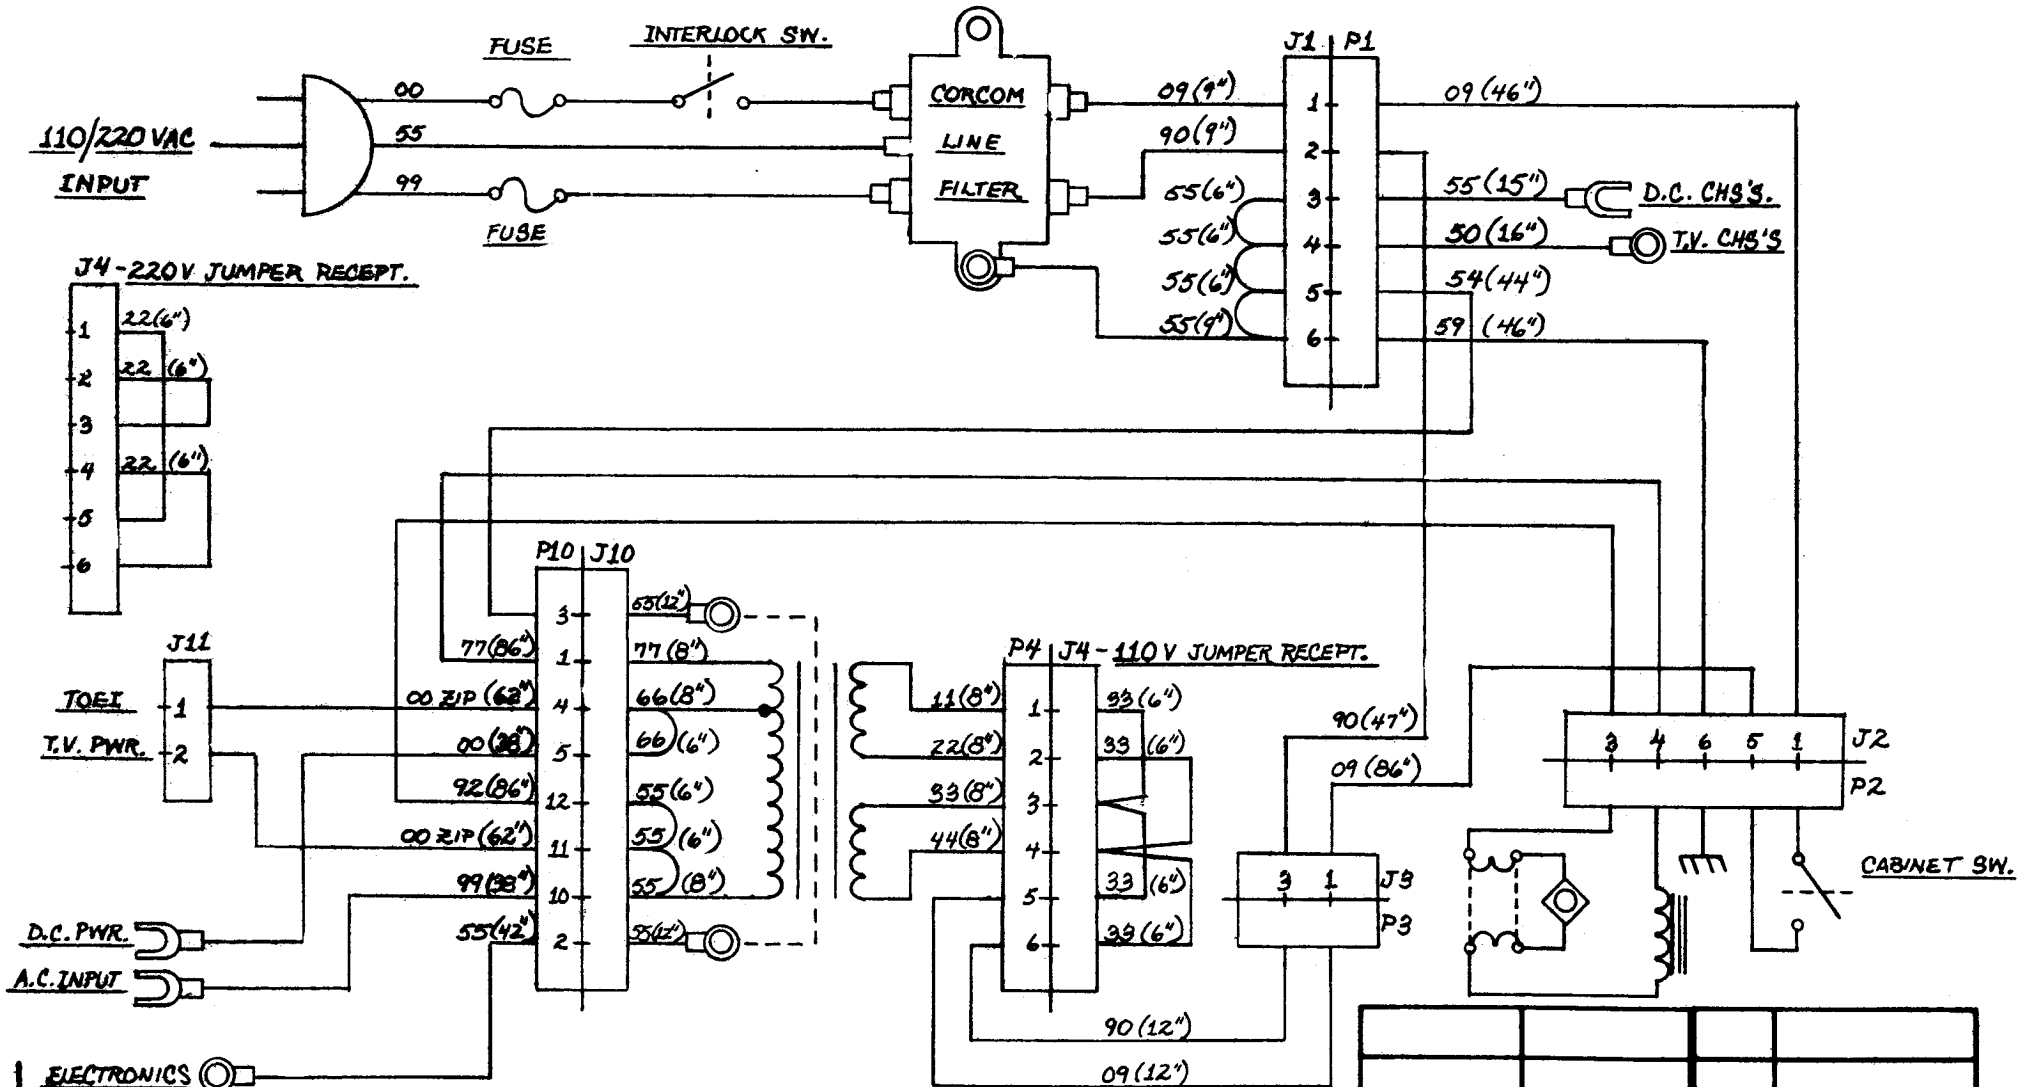 FUSE
INTERLOCK SW.
J1 P1
00
CORCOM
09(9")
1
09(46")
110/220 VAC
55
LINE
90(9")
2
INPUT
99
FILTER
55(6")
3
55(15")
D.C. CHS'S.
FUSE
55(6")
4
50(16")
T.V. CHS'S
55(6")
5
54(44")
55(9")
6
59 (46")
J4-220V JUMPER RECEPT.
1
22(6")
2
22 (6")
3
4
22 (6")
5
6
P10 J10
3
55(12")
77(86")
1
77(8")
00 ZIP (62")
4
66(8")
00
5
66 (6")
92(86")
12
55(6")
00 ZIP (62")
11
55 (6")
99(38")
10
55 (8")
55(42")
2
55(12")
J11
TOEI
1
T.V. PWR.
2
D.C. PWR.
A.C. INPUT
ELECTRONICS
P4 J4-110V JUMPER RECEPT.
11(8")
1
33(6")
22(8")
2
33 (6")
33(8")
3
44(8")
4
5
33 (6")
6
33(6")
90(47")
09(86")
3 1
J3
P3
90(12")
09(12")
3 4 6 5 1
J2
P2
CABINET SW.